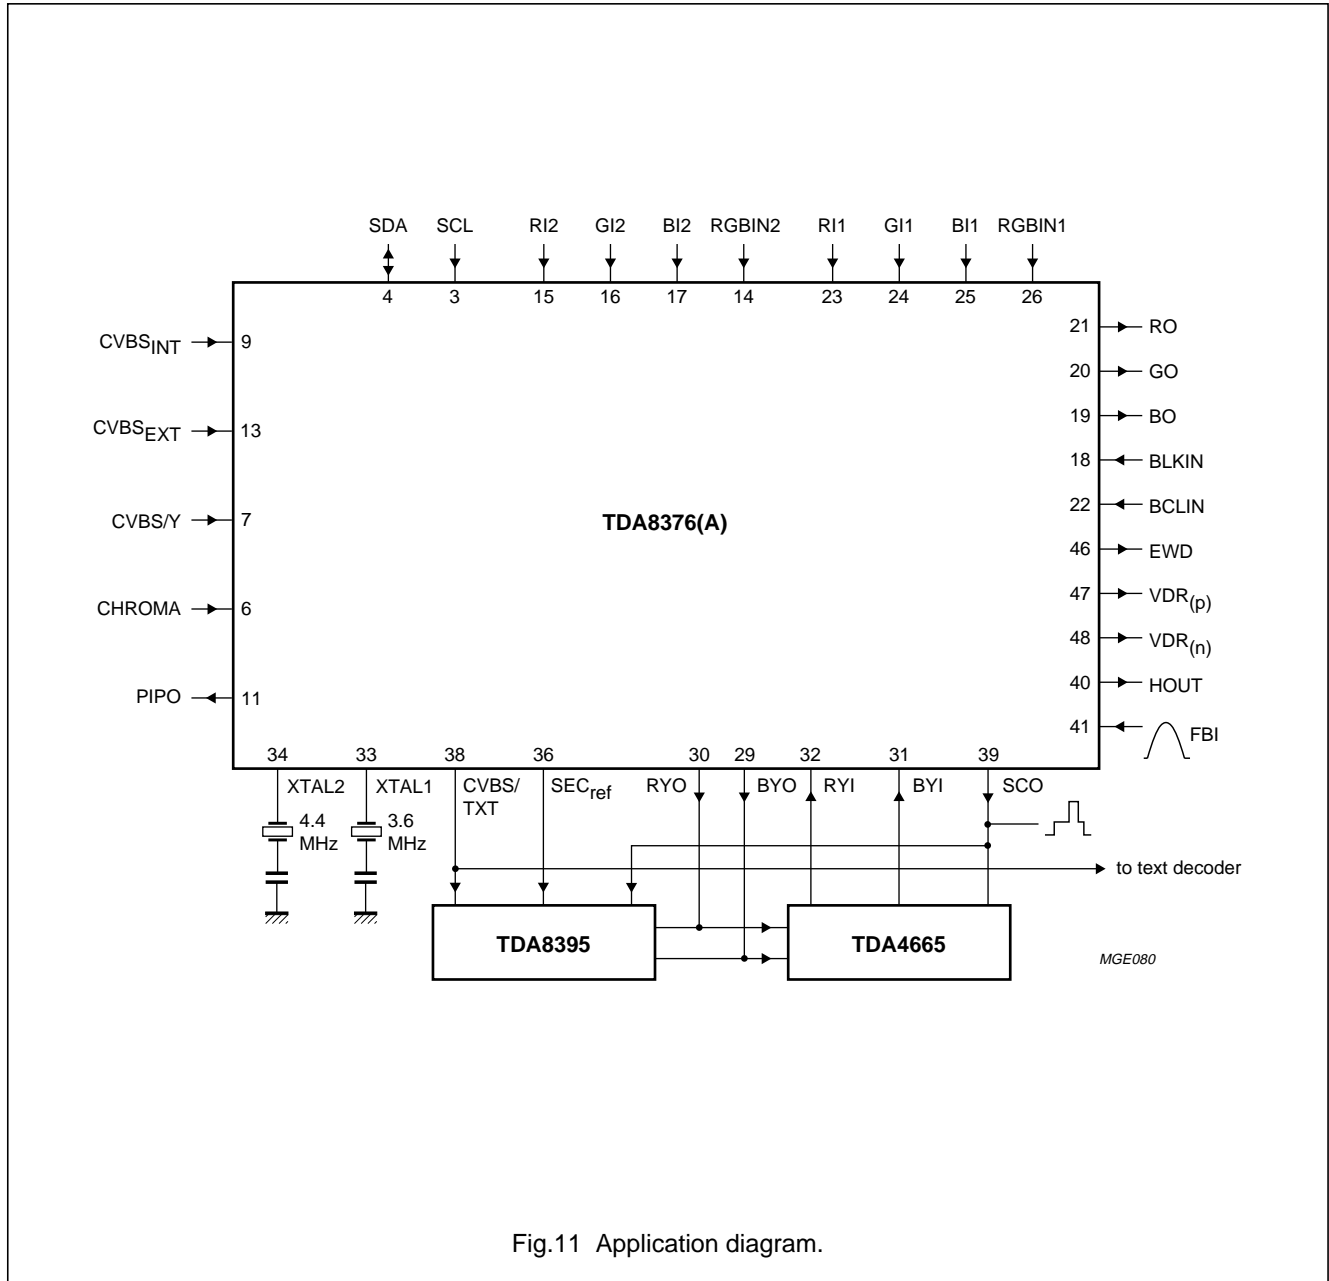 SDA SCL RI2 GI2 BI2 RGBIN2 RI1 GI1 BI1 RGBIN1
4 3 15 16 17 14 23 24 25 26
21 RO
CVBSINT 9
20 GO
19 BO
CVBSEXT 13
18 BLKIN
22 BCLIN
CVBS/Y 7
TDA8376(A)
46 EWD
47 VDR(p)
CHROMA 6
48 VDR(n)
40 HOUT
PIPO 11
41 FBI
34 33 38 36 30 29 32 31 39
XTAL2 XTAL1 CVBS/ SECref RYO BYO RYI BYI SCO
TXT
4.4 3.6
MHz MHz
to text decoder
TDA8395 TDA4665
MGE080
Fig.11 Application diagram.